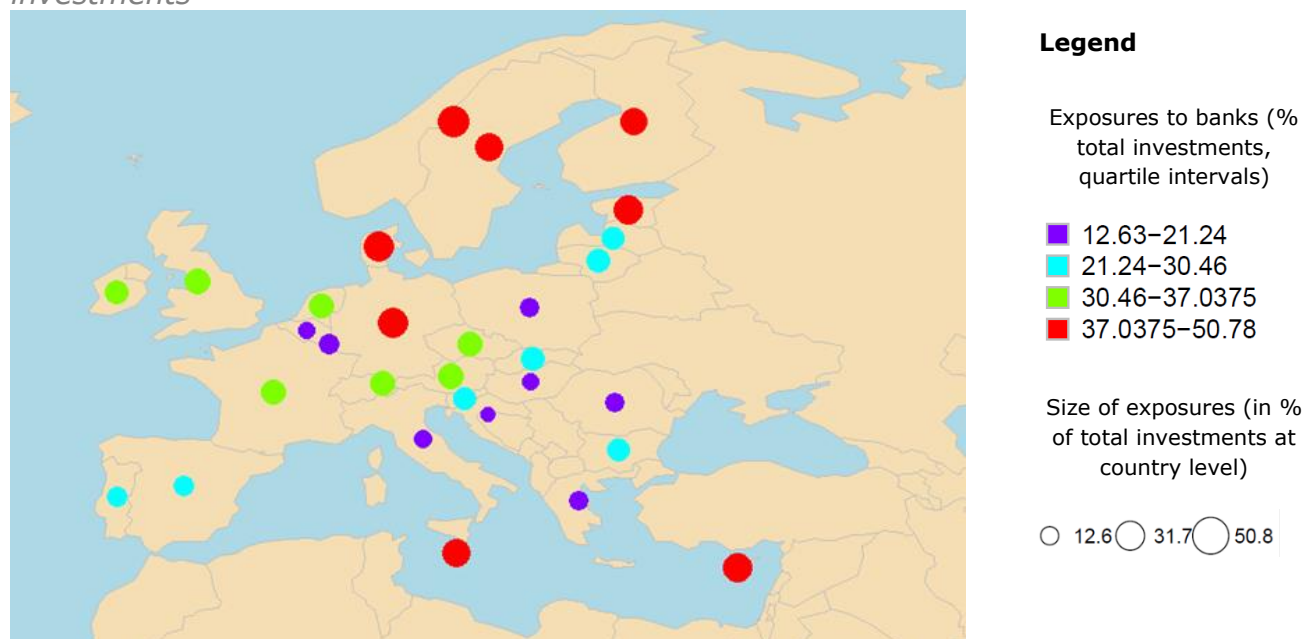 investments
Legend
Exposures to banks (%
total investments,
quartile intervals)
12.63−21.24
21.24−30.46
30.46−37.0375
37.0375−50.78
Size of exposures (in %
of total investments at
country level)
12.6 31.7 50.8